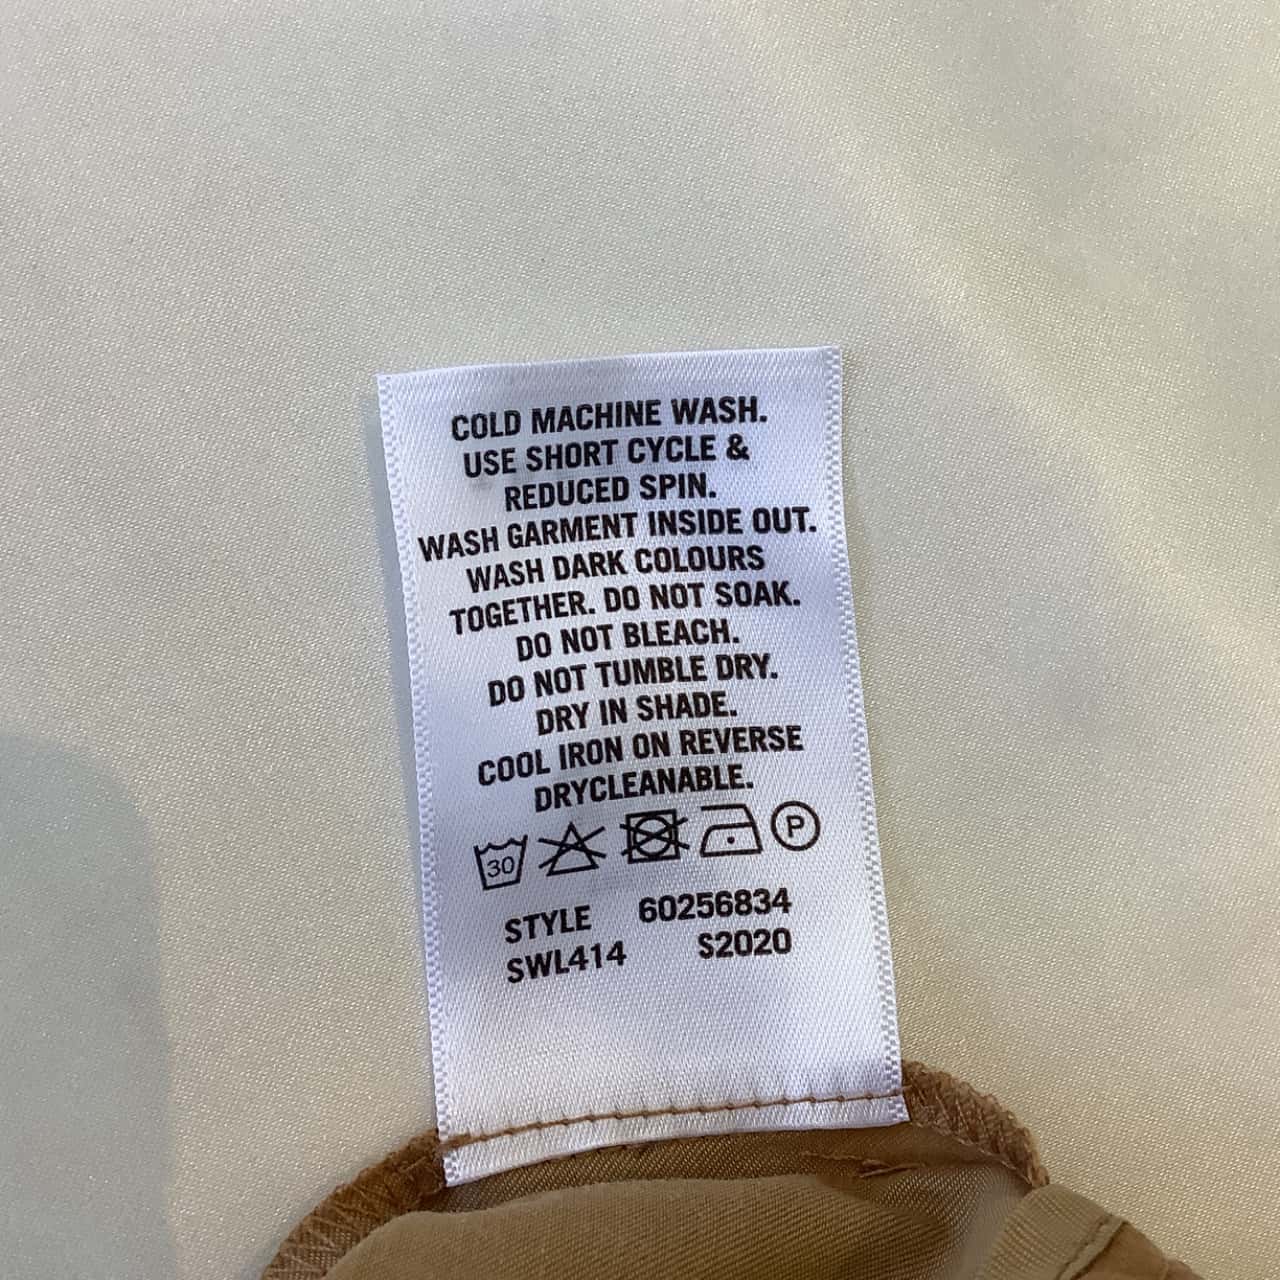 COLD MACHINE WASH.
USE SHORT CYCLE &
REDUCED SPIN.
WASH GARMENT INSIDE OUT.
WASH DARK COLOURS
TOGETHER. DO NOT SOAK.
DO NOT BLEACH.
DO NOT TUMBLE DRY.
DRY IN SHADE.
COOL IRON ON REVERSE
DRYCLEANABLE.
30 P
STYLE 60256834
SWL414 S2020